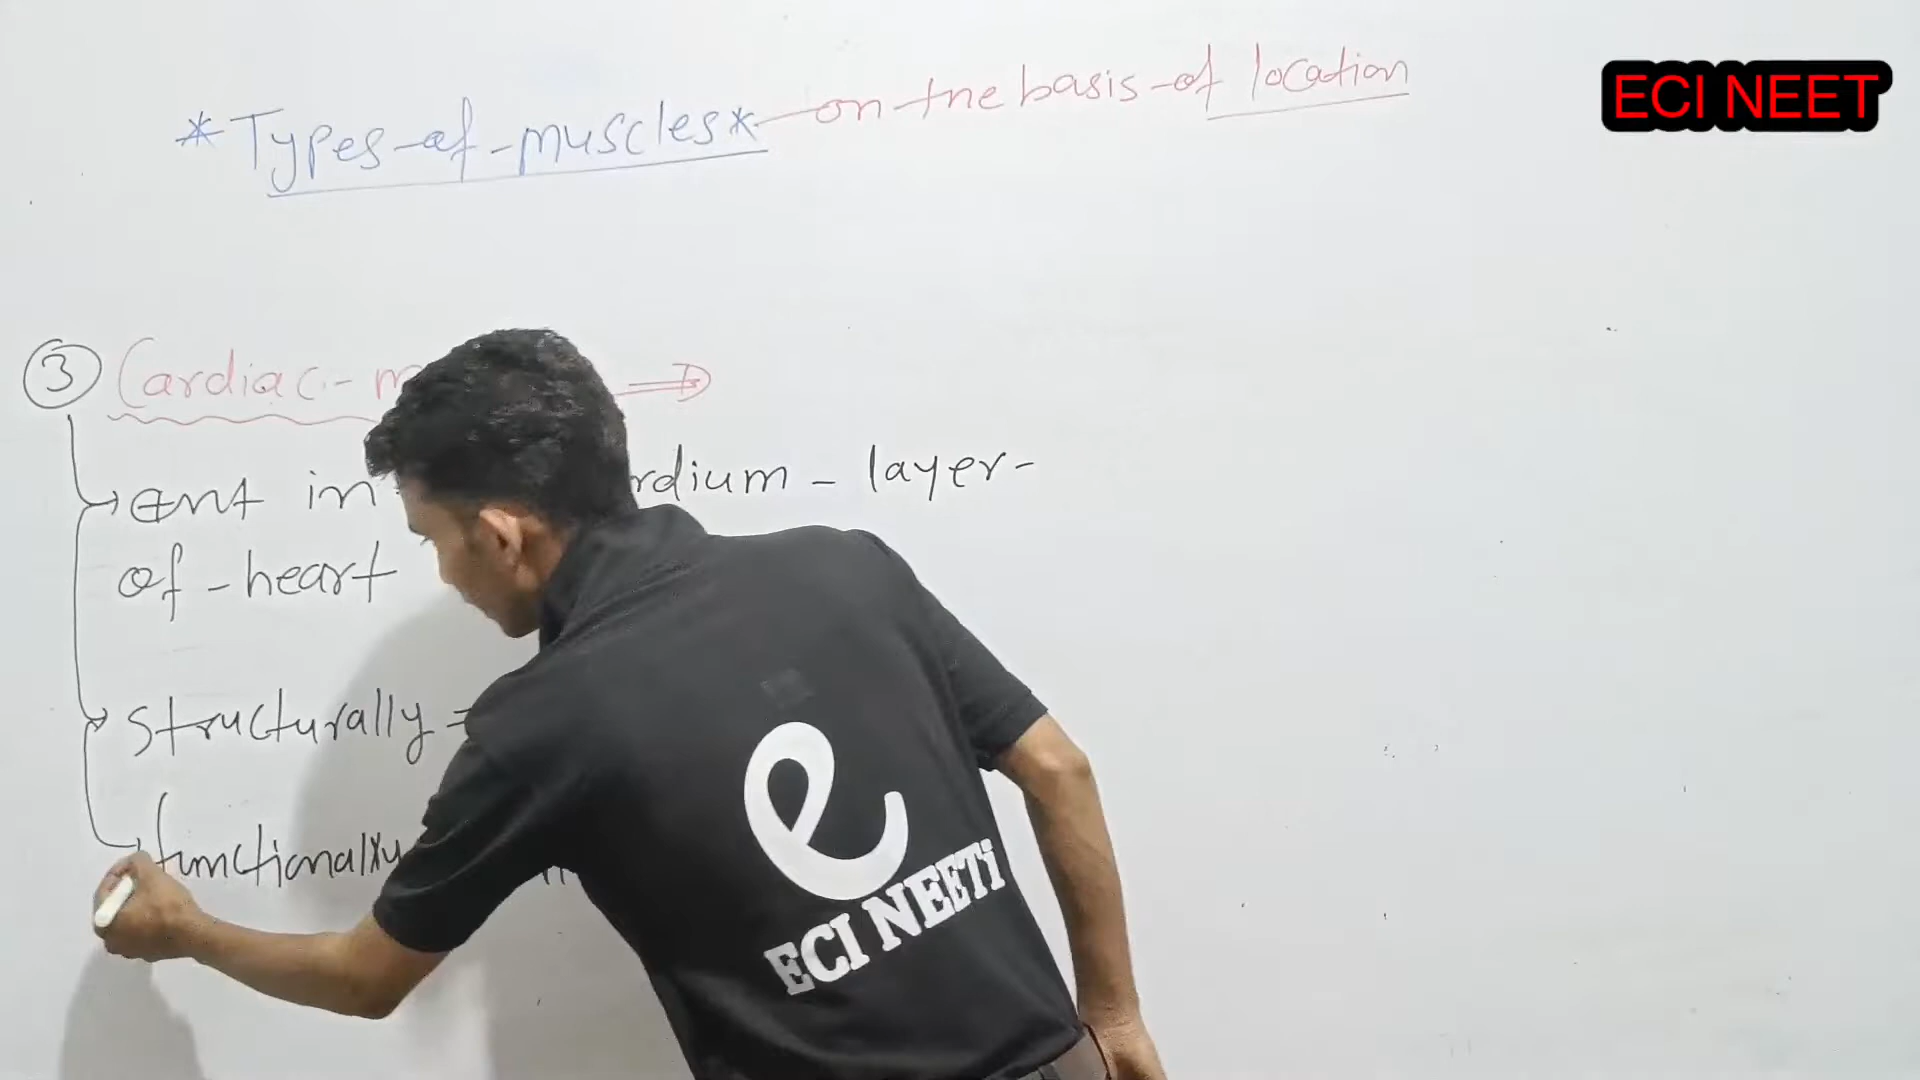 *Types-of-muscles* on-the basis-of location
ECI NEET
3 Cardiac-
in rdium - layer-
of-heart
structurally =
functionally
e
ECI NEETi